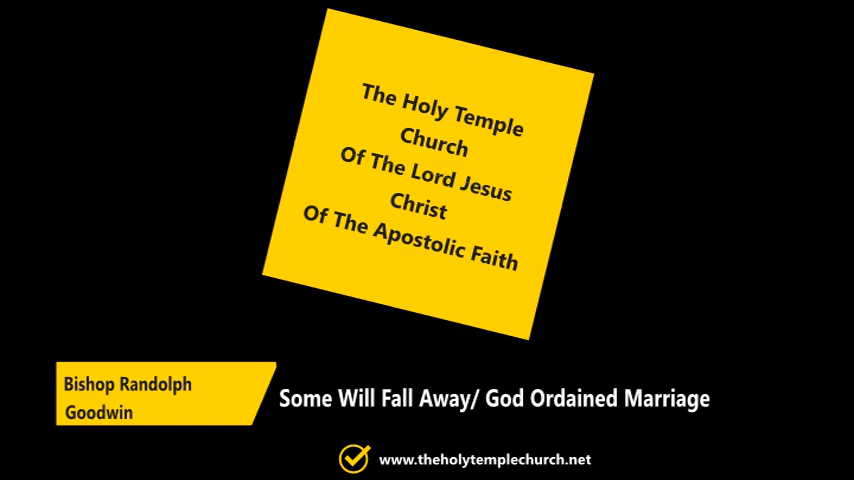 The Holy Temple
Church
Of The Lord Jesus
Christ
Of The Apostolic Faith
Bishop Randolph
Goodwin
Some Will Fall Away/ God Ordained Marriage
www.theholytemplechurch.net